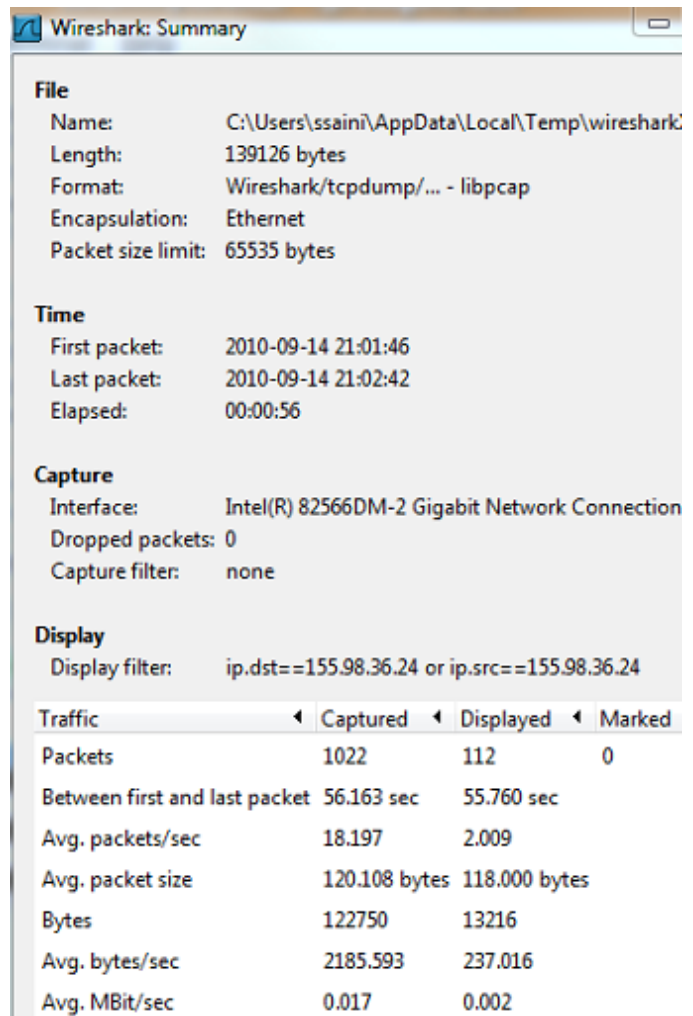 Wireshark: Summary
File
Name: C:\Users\ssaini\AppData\Local\Temp\wireshark
Length: 139126 bytes
Format: Wireshark/tcpdump/... - libpcap
Encapsulation: Ethernet
Packet size limit: 65535 bytes
Time
First packet: 2010-09-14 21:01:46
Last packet: 2010-09-14 21:02:42
Elapsed: 00:00:56
Capture
Interface: Intel(R) 82566DM-2 Gigabit Network Connection
Dropped packets: 0
Capture filter: none
Display
Display filter: ip.dst==155.98.36.24 or ip.src==155.98.36.24
Traffic Captured Displayed Marked
Packets 1022 112 0
Between first and last packet 56.163 sec 55.760 sec
Avg. packets/sec 18.197 2.009
Avg. packet size 120.108 bytes 118.000 bytes
Bytes 122750 13216
Avg. bytes/sec 2185.593 237.016
Avg. MBit/sec 0.017 0.002